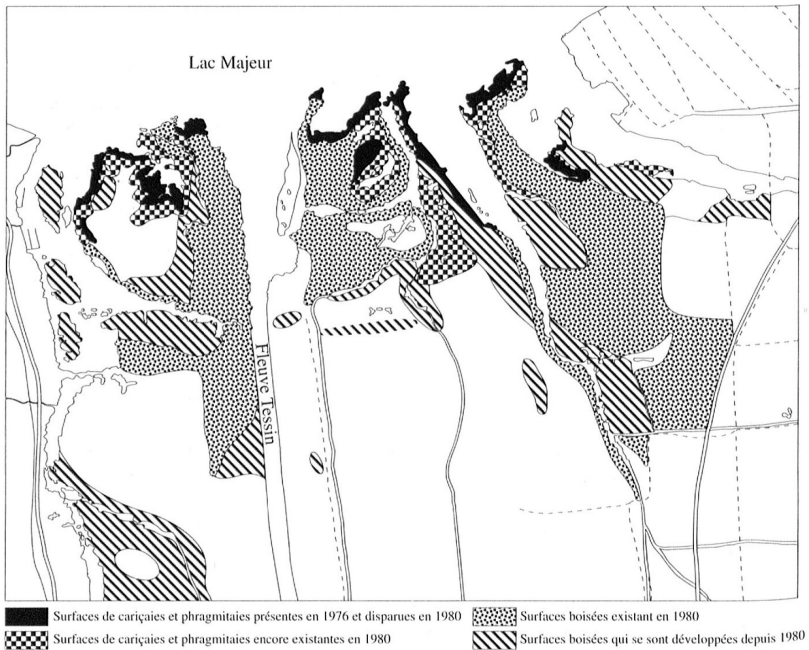 Lac Majeur
Fleuve Tessin
Surfaces de cariçaies et phragmitaies présentes en 1976 et disparues en 1980
Surfaces boisées existant en 1980
Surfaces de cariçaies et phragmitaies encore existantes en 1980
Surfaces boisées qui se sont développées depuis 1980